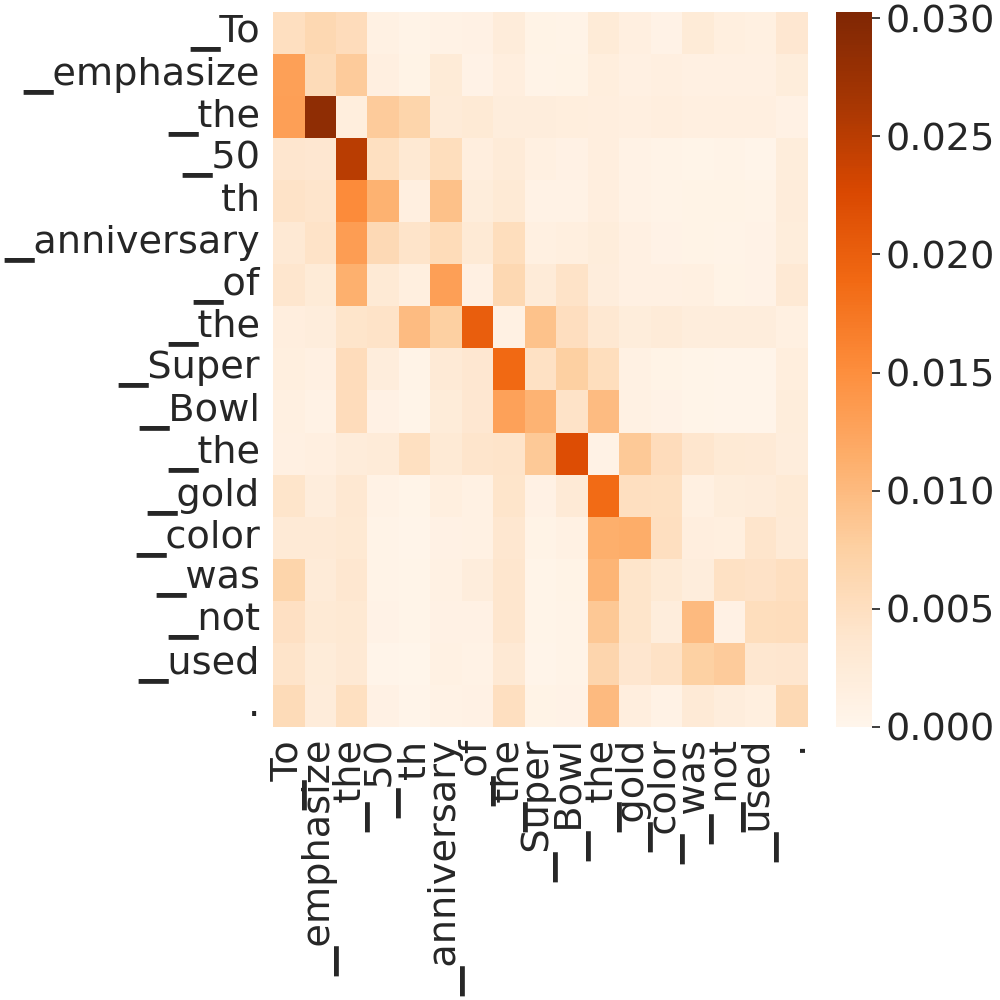 _To
_emphasize
_the
_50
th
_anniversary
_of
_the
_Super
_Bowl
_the
_gold
_color
_was
_not
_used
.
0.030
0.025
0.020
0.015
0.010
0.005
0.000
_To
_emphasize
_the
_50
th
_anniversary
_of
_the
_Super
_Bowl
_the
_gold
_color
_was
_not
_used
.